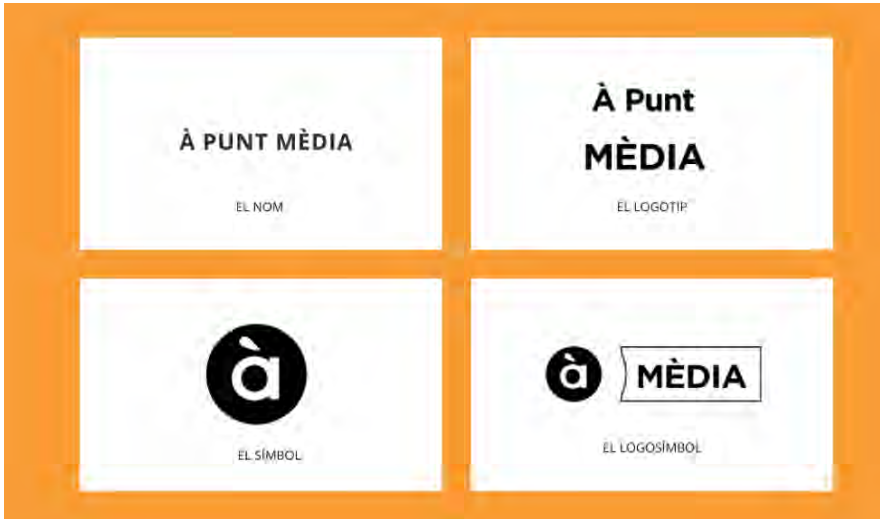 À PUNT MÈDIA
EL NOM
À Punt
MÈDIA
EL LOGOTIP
à
EL SÍMBOL
à MÈDIA
EL LOGOSÍMBOL